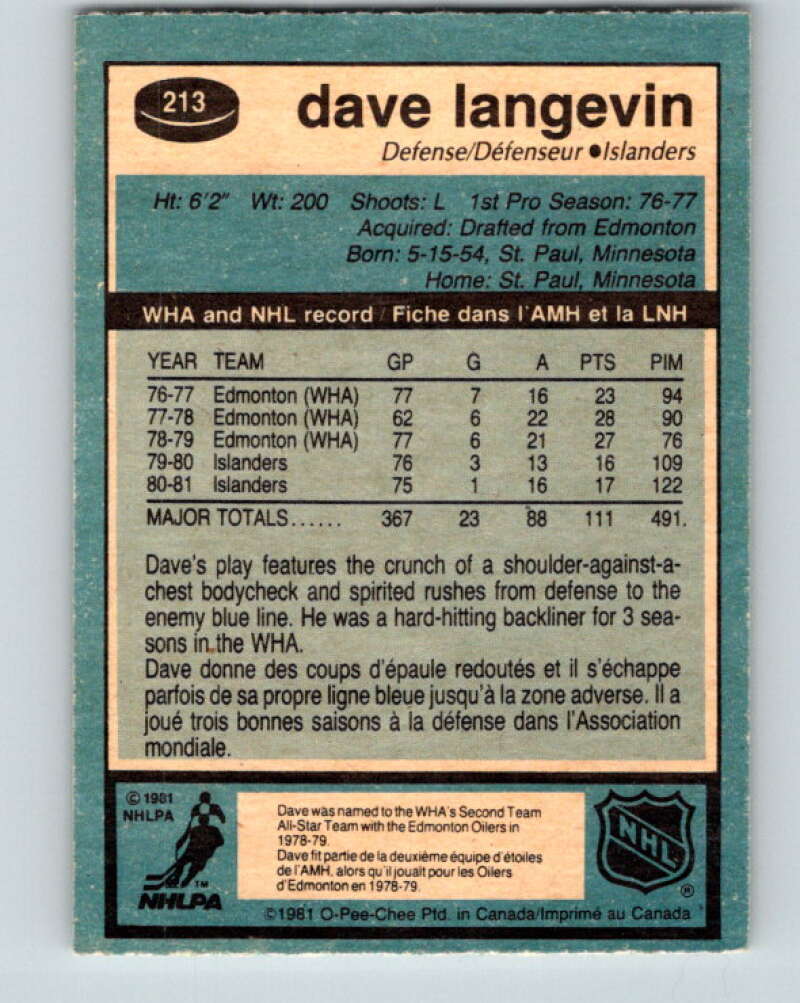 213
dave langevin
Defense/Défenseur ●Islanders
Ht: 6'2" Wt: 200 Shoots: L 1st Pro Season: 76-77
Acquired: Drafted from Edmonton
Born: 5-15-54, St. Paul, Minnesota
Home: St. Paul, Minnesota
WHA and NHL record / Fiche dans l'AMH et la LNH
YEAR TEAM GP G A PTS PIM
76-77 Edmonton (WHA) 77 7 16 23 94
77-78 Edmonton (WHA) 62 6 22 28 90
78-79 Edmonton (WHA) 77 6 21 27 76
79-80 Islanders 76 3 13 16 109
80-81 Islanders 75 1 16 17 122
MAJOR TOTALS...... 367 23 88 111 491.
Dave's play features the crunch of a shoulder-against-a-
chest bodycheck and spirited rushes from defense to the
enemy blue line. He was a hard-hitting backliner for 3 sea-
sons in the WHA.
Dave donne des coups d'épaule redoutés et il s'échappe
parfois de sa propre ligne bleue jusqu'à la zone adverse. Il a
joué trois bonnes saisons à la défense dans l'Association
mondiale.
© 1981
NHLPA
TM
NHLPA
Dave was named to the WHA's Second Team
All-Star Team with the Edmonton Oilers in
1978-79.
Dave fit partie de la deuxième équipe d'étoiles
de l'AMH, alors qu'il jouait pour les Oilers
d'Edmonton en 1978-79.
NHL
®
©1981 O-Pee-Chee Ptd. in Canada/Imprimé au Canada